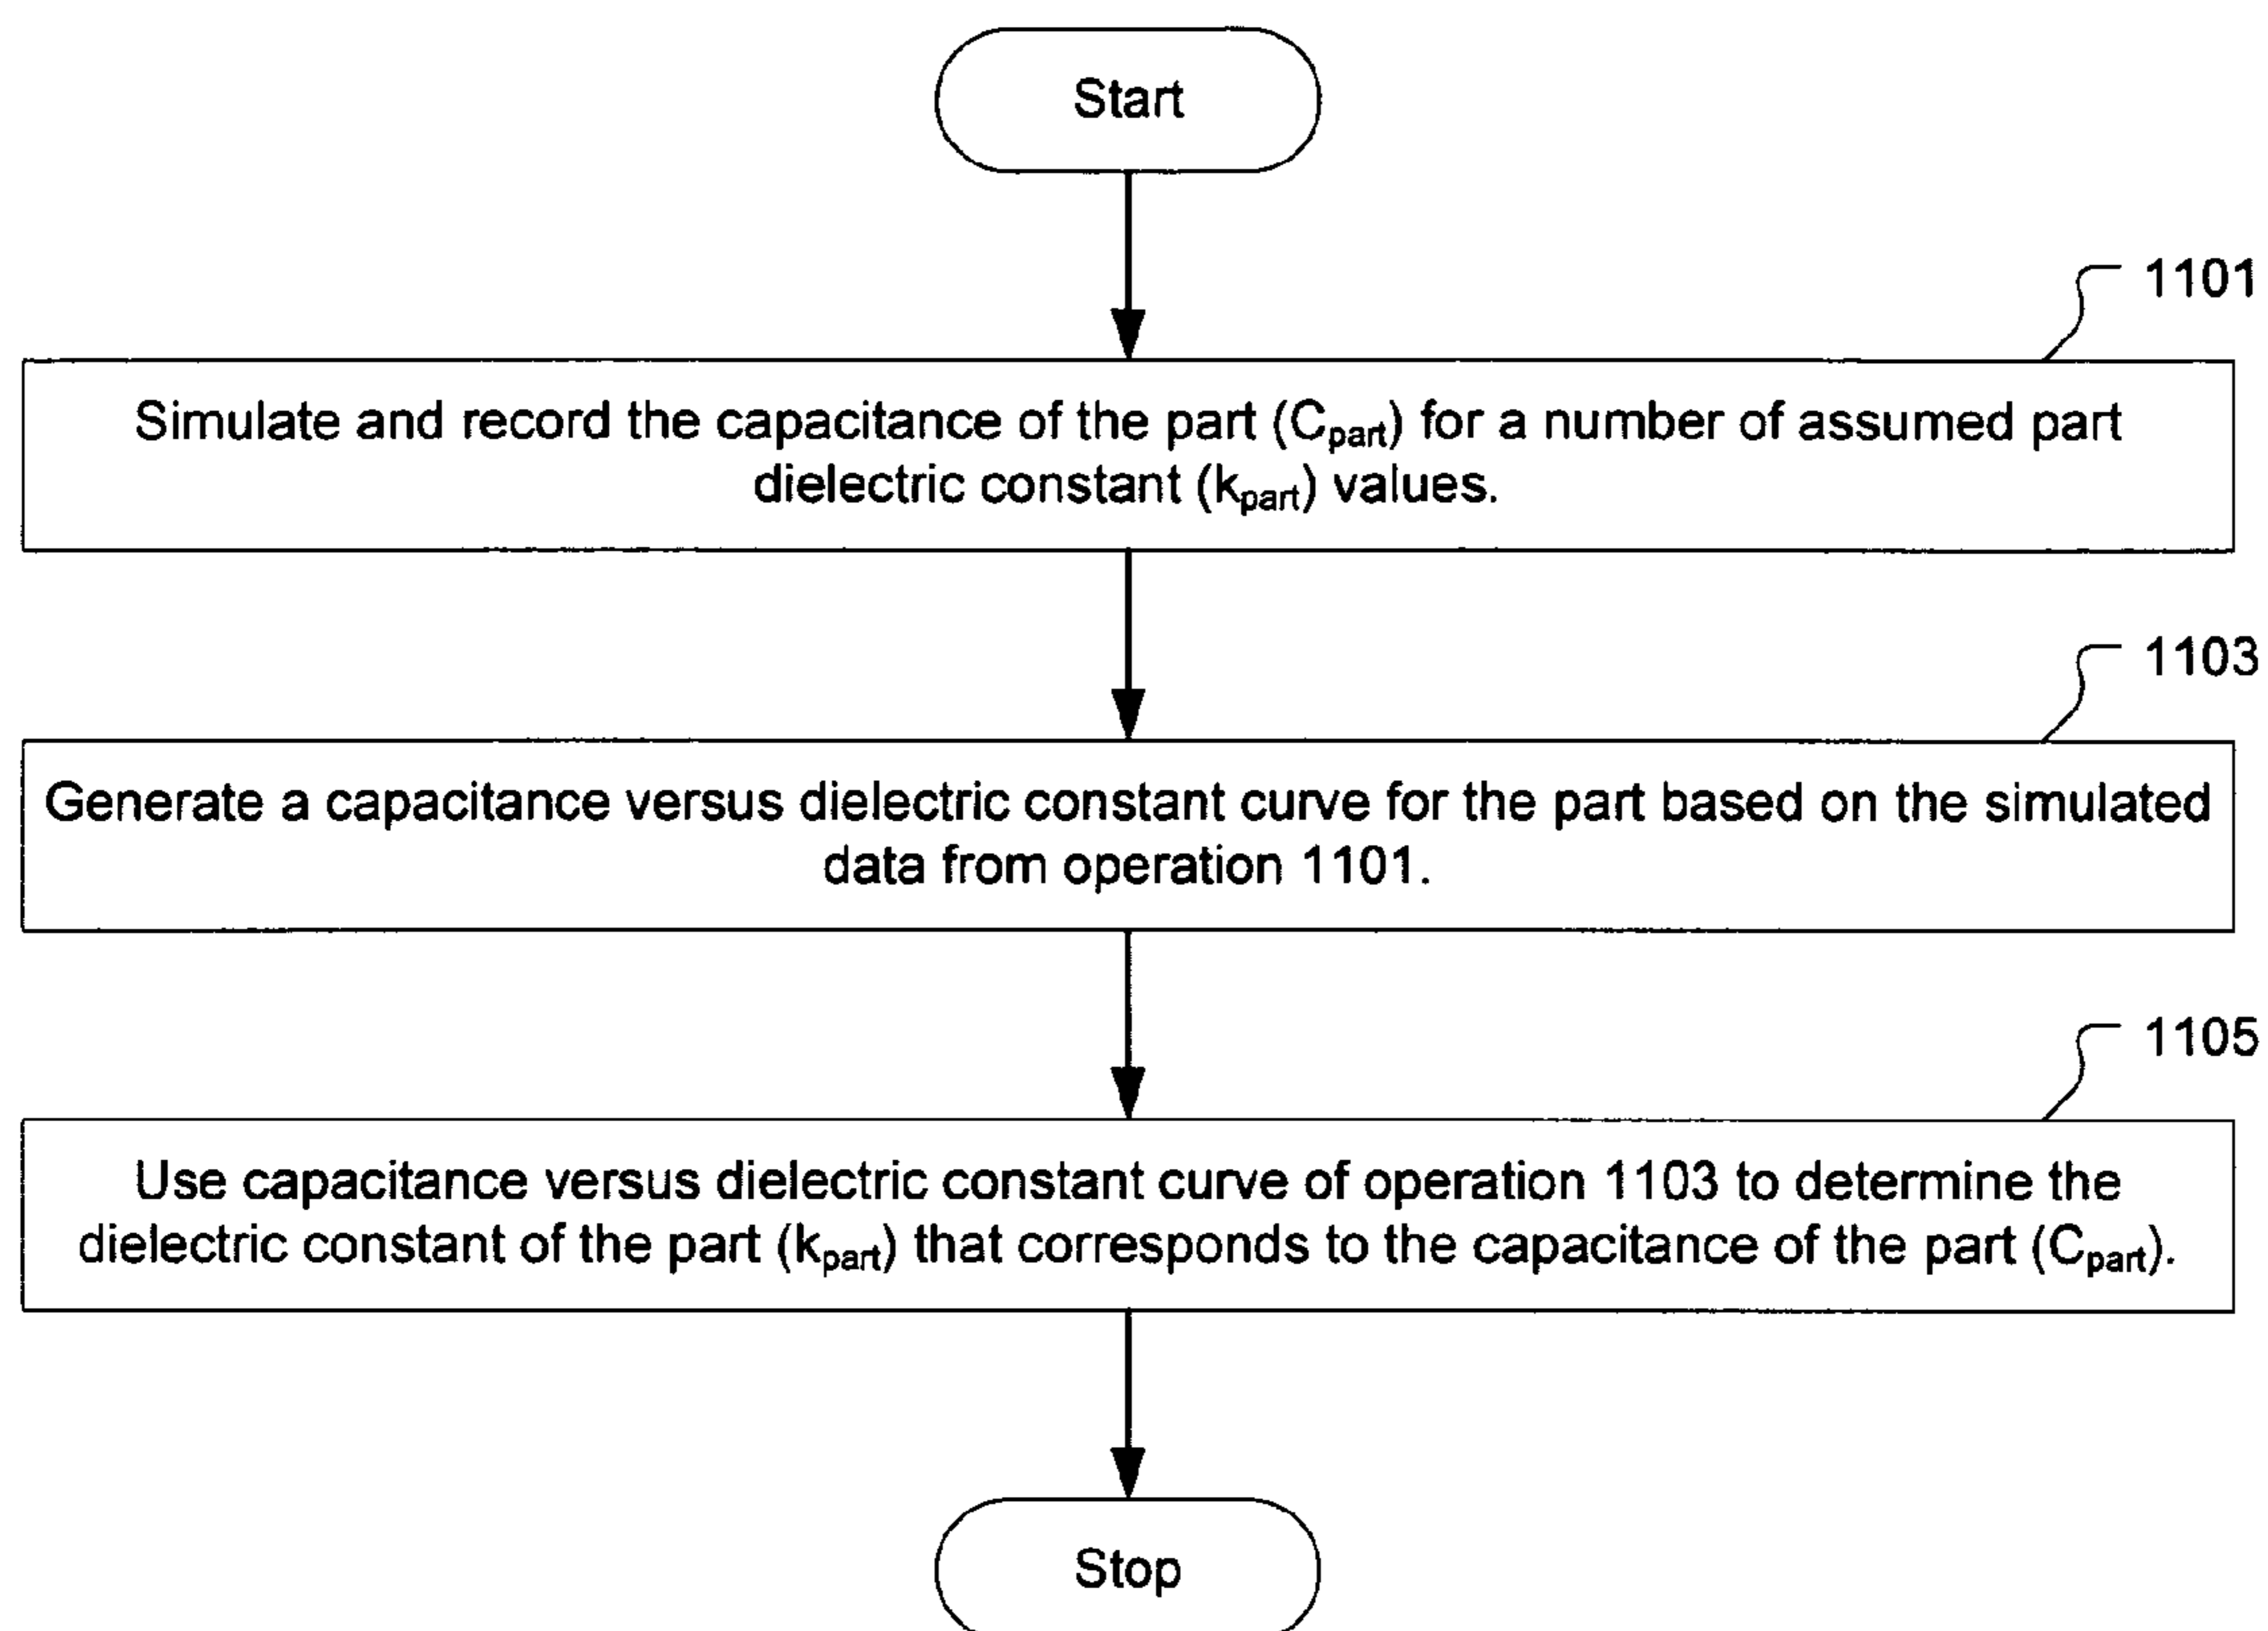 Start
1101
Simulate and record the capacitance of the part (Cpart) for a number of assumed part
dielectric constant (kpart) values.
1103
Generate a capacitance versus dielectric constant curve for the part based on the simulated
data from operation 1101.
1105
Use capacitance versus dielectric constant curve of operation 1103 to determine the
dielectric constant of the part (kpart) that corresponds to the capacitance of the part (Cpart).
Stop